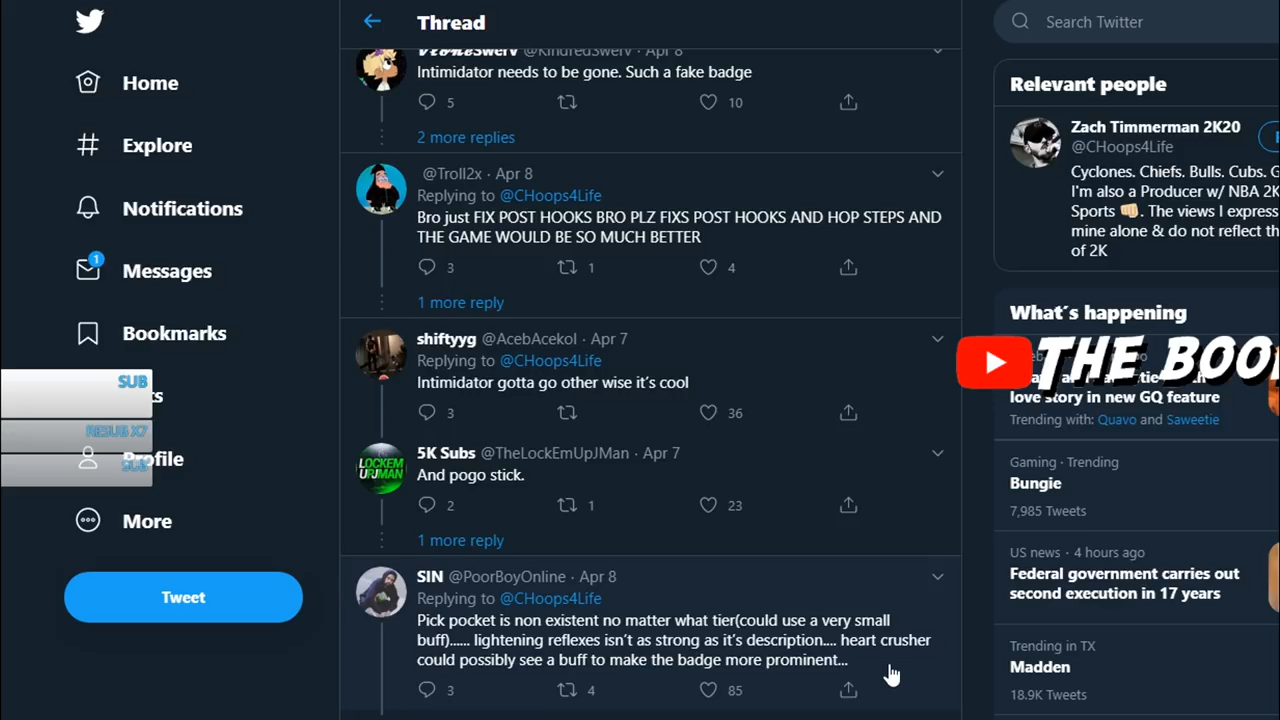 Thread
Search Twitter
Home
Explore
Notifications
Messages
1
Bookmarks
Profile
More
Tweet
SUB
RESUB X7
SUB
@KindredSwerv · Apr 8
Intimidator needs to be gone. Such a fake badge
5 10
2 more replies
@Troll2x · Apr 8
Replying to @CHoops4Life
Bro just FIX POST HOOKS BRO PLZ FIXS POST HOOKS AND HOP STEPS AND
THE GAME WOULD BE SO MUCH BETTER
3 1 4
1 more reply
shiftyyg @AcebAcekol · Apr 7
Replying to @CHoops4Life
Intimidator gotta go other wise it's cool
3 36
5K Subs @TheLockEmUpJMan · Apr 7
And pogo stick.
2 1 23
1 more reply
LOCKEM
UPJMAN
SIN @PoorBoyOnline · Apr 8
Replying to @CHoops4Life
Pick pocket is non existent no matter what tier(could use a very small
buff)...... lightening reflexes isn't as strong as it's description.... heart crusher
could possibly see a buff to make the badge more prominent...
3 4 85
Relevant people
Zach Timmerman 2K20
@CHoops4Life
Cyclones. Chiefs. Bulls. Cubs. G
I'm also a Producer w/ NBA 2K
Sports 👊🏼. The views I express
mine alone & do not reflect th
of 2K
What's happening
THE BOO
love story in new GQ feature
Trending with: Quavo and Saweetie
Gaming · Trending
Bungie
7,985 Tweets
US news · 4 hours ago
Federal government carries out
second execution in 17 years
Trending in TX
Madden
18.9K Tweets